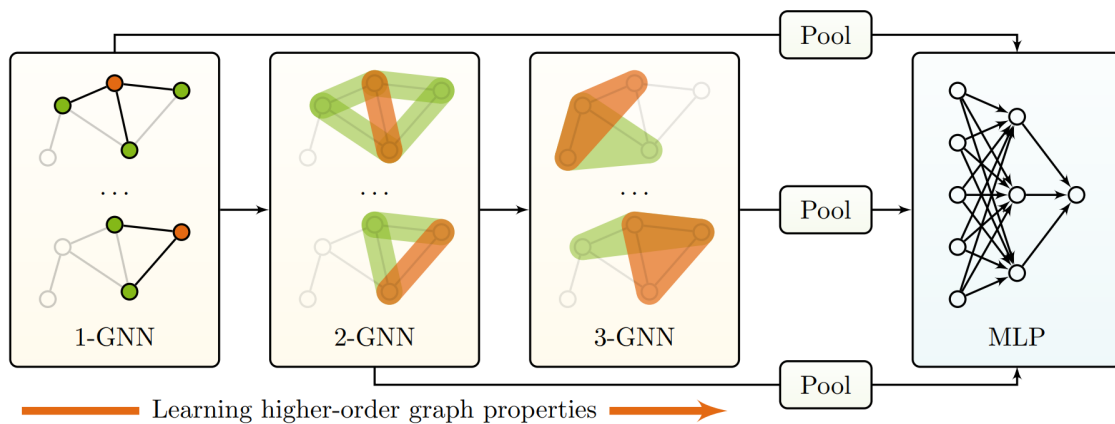 Pool
...
...
...
Pool
1-GNN
2-GNN
3-GNN
MLP
Pool
Learning higher-order graph properties